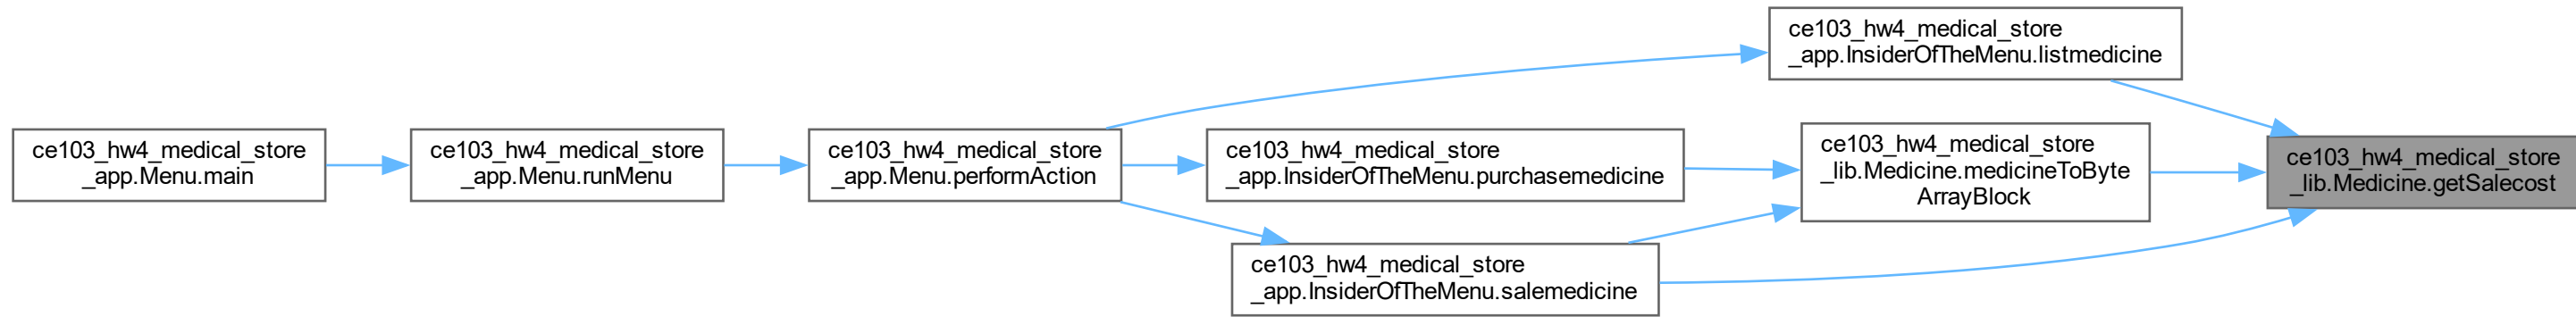 ce103_hw4_medical_store
_app.Menu.main
ce103_hw4_medical_store
_app.Menu.runMenu
ce103_hw4_medical_store
_app.Menu.performAction
ce103_hw4_medical_store
_app.InsiderOfTheMenu.listmedicine
ce103_hw4_medical_store
_app.InsiderOfTheMenu.purchasemedicine
ce103_hw4_medical_store
_app.InsiderOfTheMenu.salemedicine
ce103_hw4_medical_store
_lib.Medicine.medicineToByte
ArrayBlock
ce103_hw4_medical_store
_lib.Medicine.getSalecost